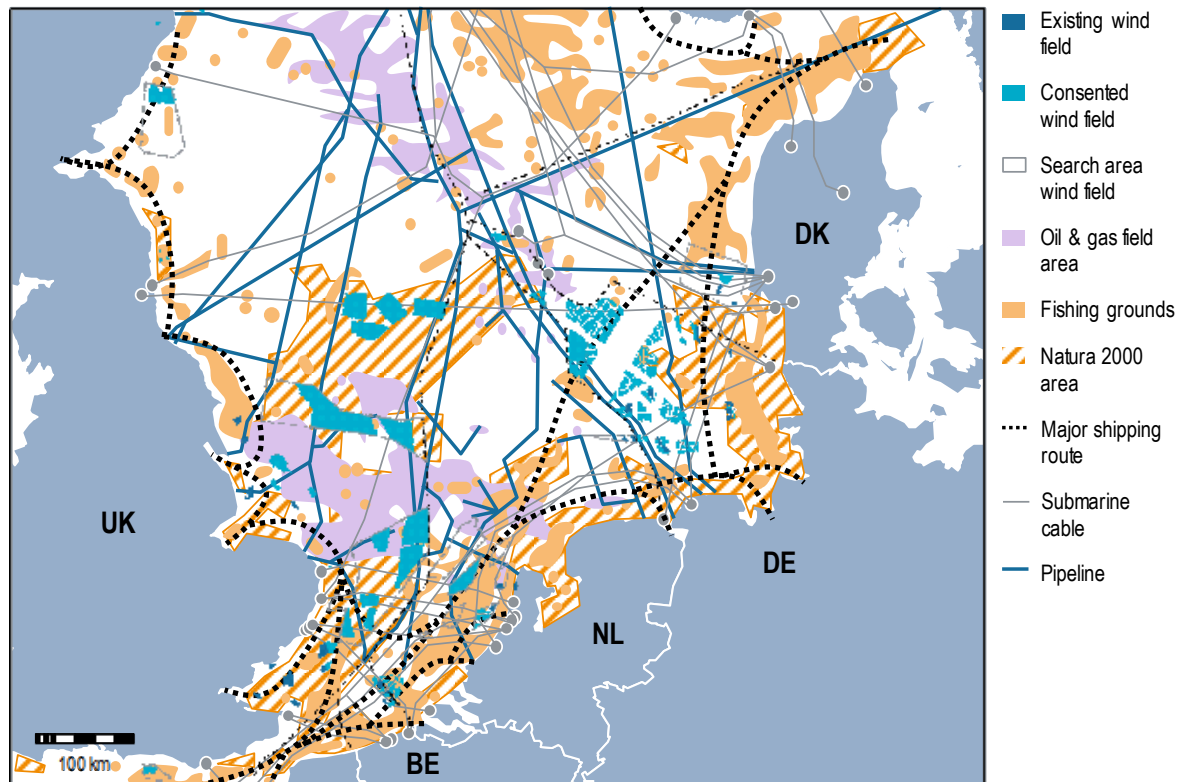 Existing wind
field
Consented
wind field
Search area
wind field
Oil & gas field
area
Fishing grounds
Natura 2000
area
Major shipping
route
Submarine
cable
Pipeline
DK
UK
DE
NL
BE
100 km